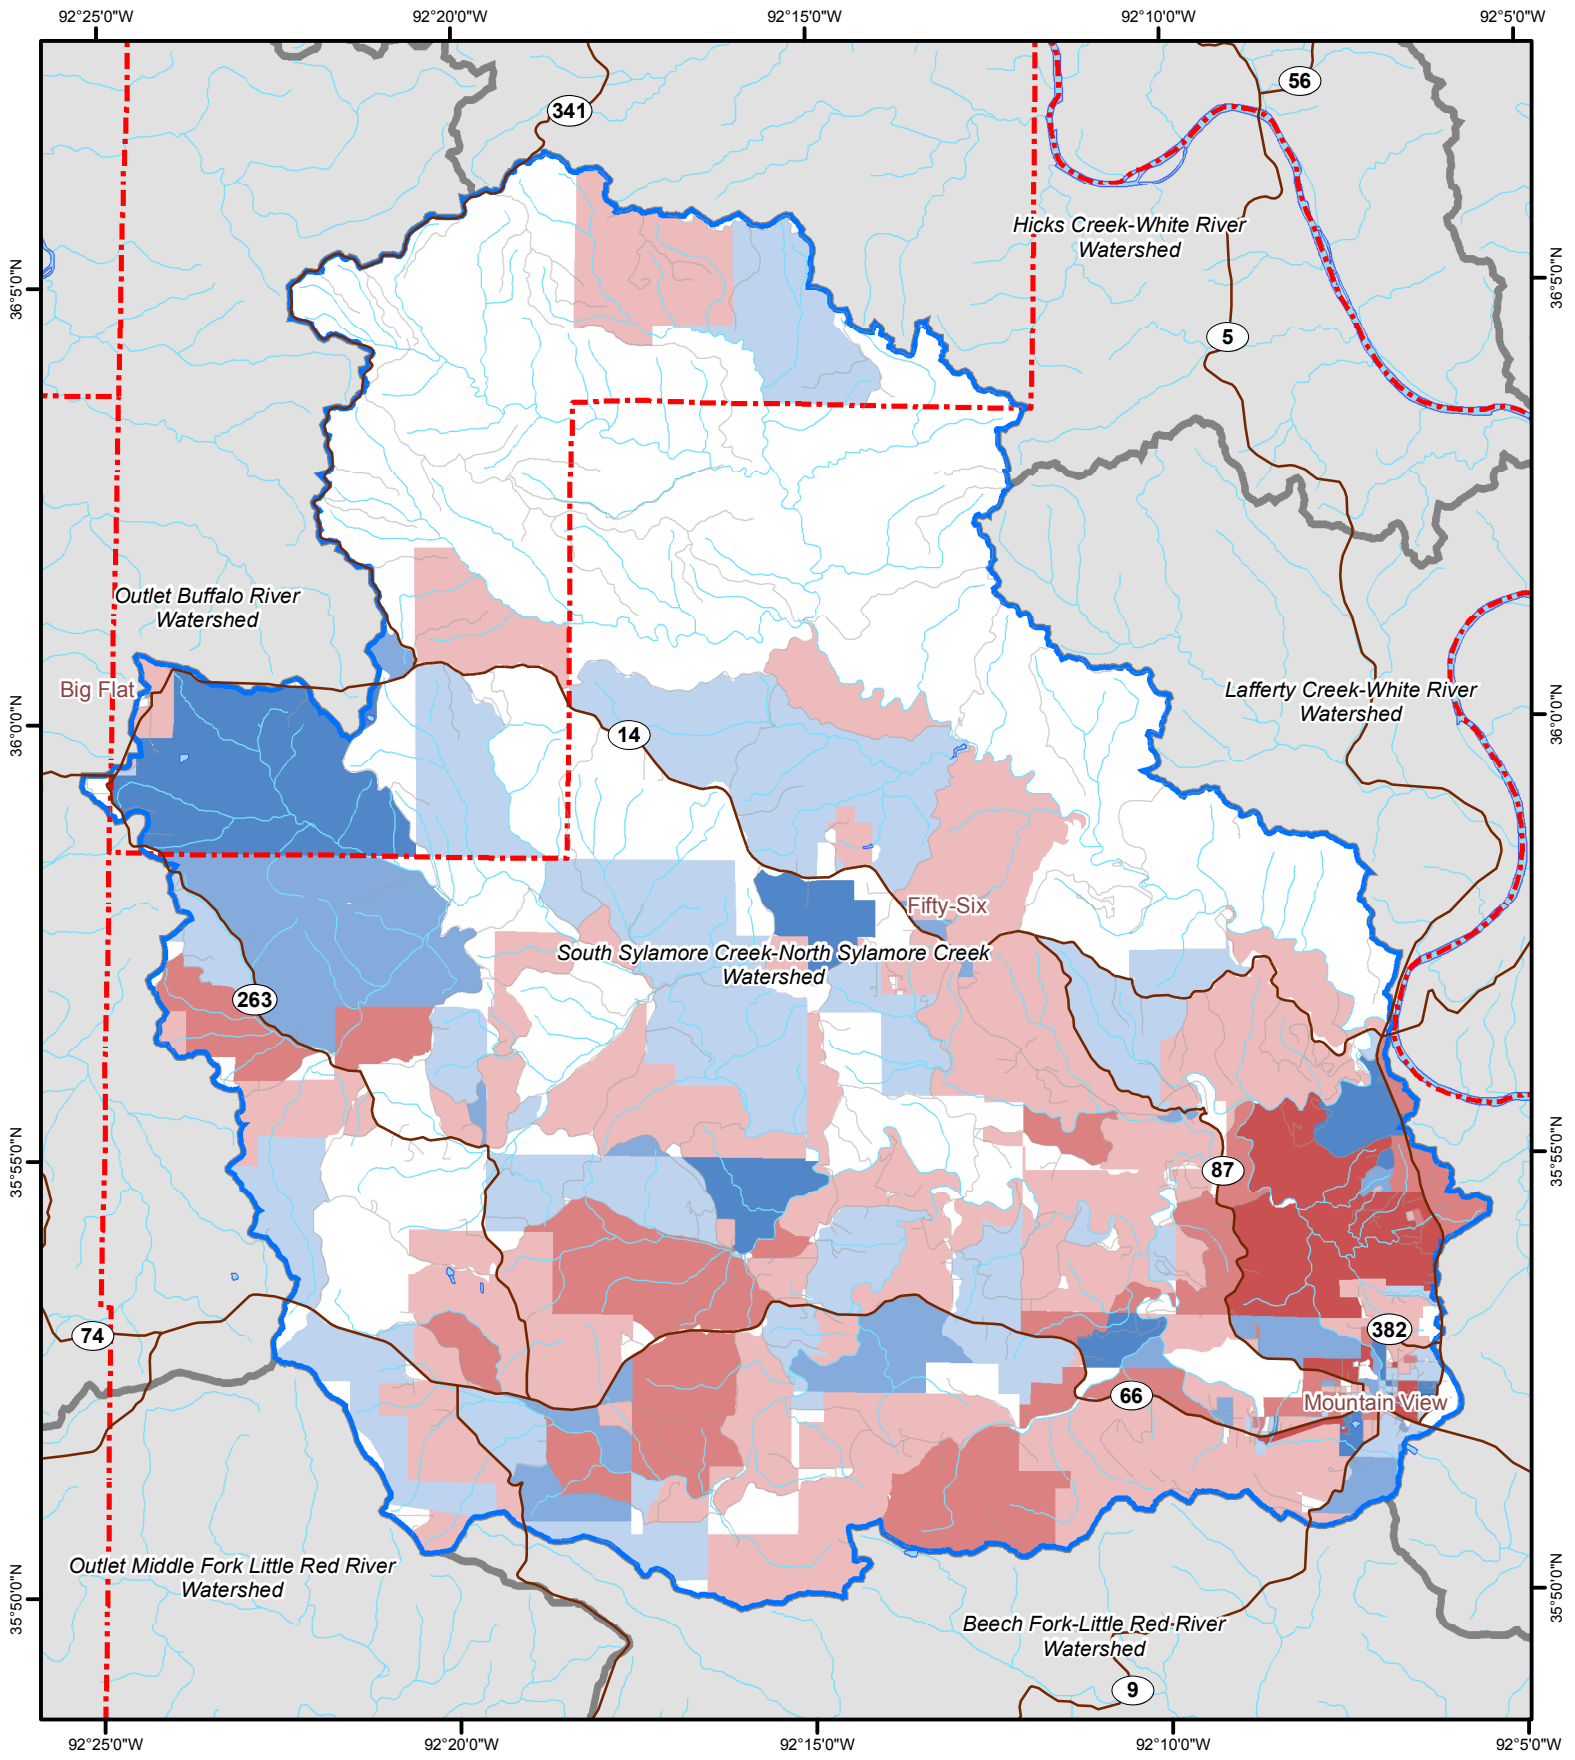 92°25'0"W 92°20'0"W 92°15'0"W 92°10'0"W 92°5'0"W
56
341
Hicks Creek-White River
Watershed
36°5'0"N
36°5'0"N
5
Outlet Buffalo River
Watershed
Big Flat
Lafferty Creek-White River
Watershed
36°0'0"N
36°0'0"N
14
Fifty-Six
South Sylamore Creek-North Sylamore Creek
Watershed
263
35°55'0"N
35°55'0"N
87
74
382
66
Mountain View
Outlet Middle Fork Little Red River
Watershed
35°50'0"N
35°50'0"N
Beech Fork-Little Red River
Watershed
9
92°25'0"W 92°20'0"W 92°15'0"W 92°10'0"W 92°5'0"W